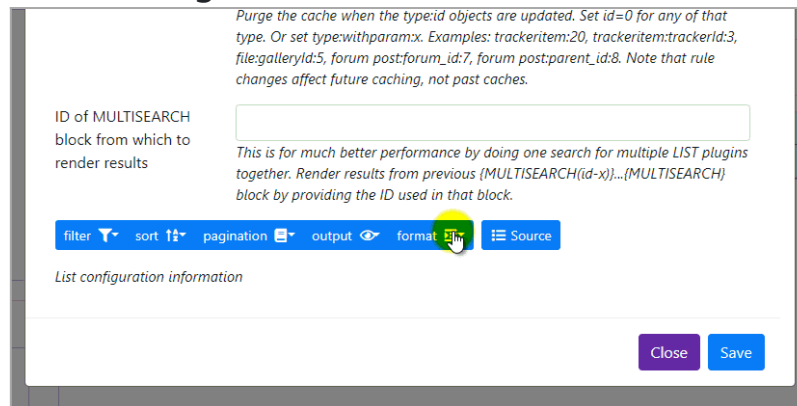 Purge the cache when the type:id objects are updated. Set id=0 for any of that
type. Or set type:withparam:x. Examples: trackeritem:20, trackeritem:trackerId:3,
file:galleryId:5, forum post:forum_id:7, forum post:parent_id:8. Note that rule
changes affect future caching, not past caches.
ID of MULTISEARCH
block from which to
render results
This is for much better performance by doing one search for multiple LIST plugins
together. Render results from previous {MULTISEARCH(id-x)}...{MULTISEARCH}
block by providing the ID used in that block.
filter sort pagination output format Source
List configuration information
Close Save